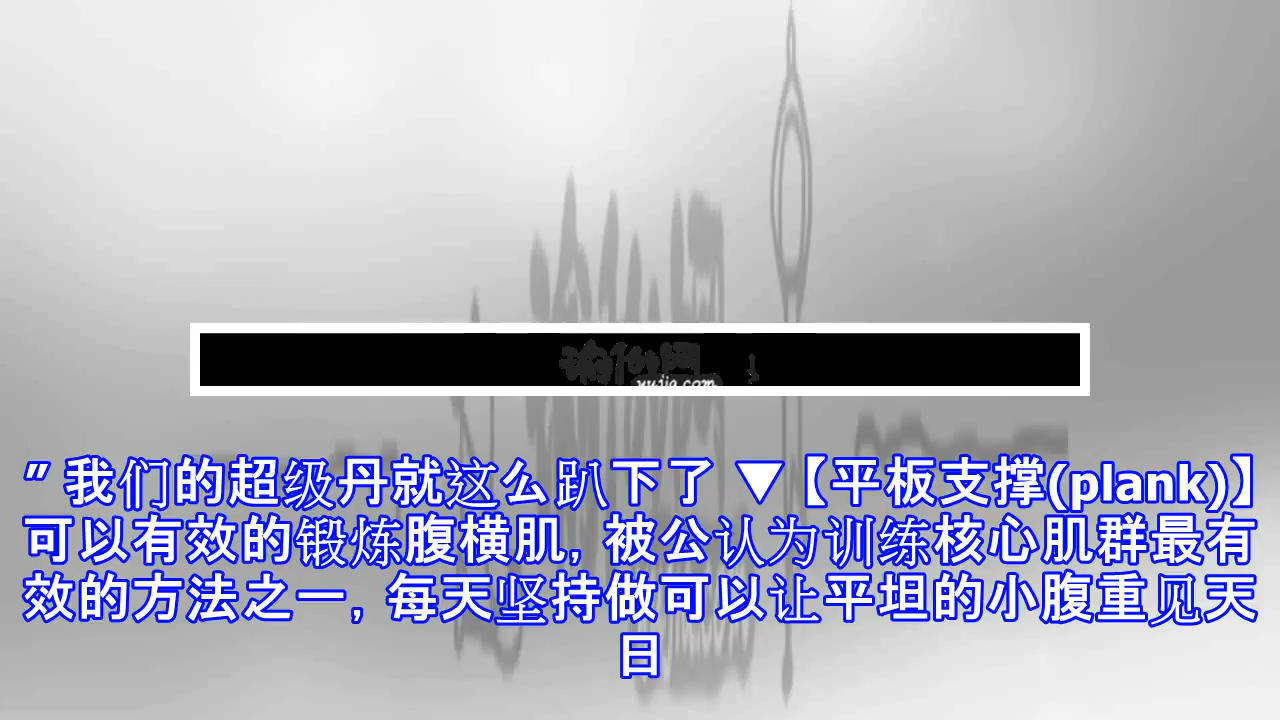 yujia.com
” 我们的超级丹就这么趴下了 ▼【平板支撑(plank)】
可以有效的锻炼腹横肌, 被公认为训练核心肌群最有
效的方法之一, 每天坚持做可以让平坦的小腹重见天
日